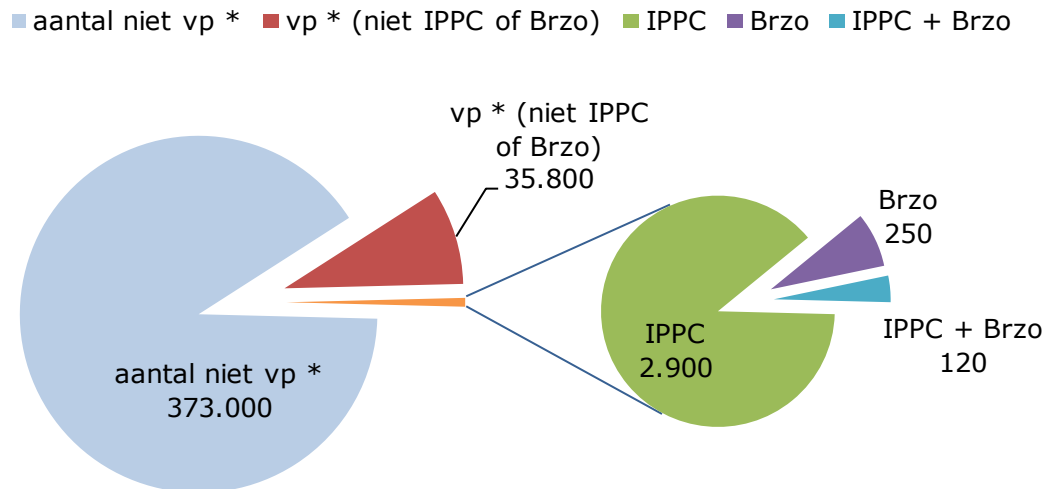 aantal niet vp * vp * (niet IPPC of Brzo) IPPC Brzo IPPC + Brzo
vp * (niet IPPC
of Brzo)
35.800
aantal niet vp *
373.000
IPPC
2.900
Brzo
250
IPPC + Brzo
120